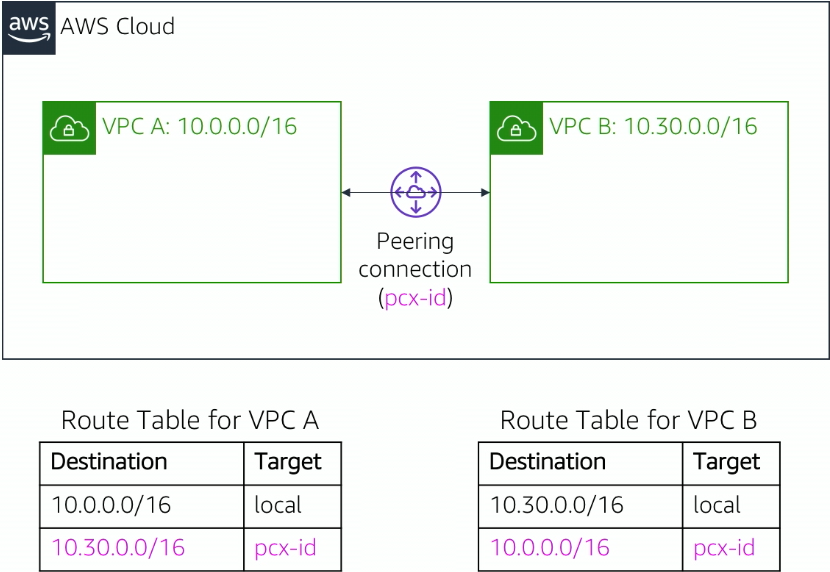 aws
AWS Cloud
VPC A: 10.0.0.0/16
VPC B: 10.30.0.0/16
Peering
connection
(pcx-id)
Route Table for VPC A
Destination Target
10.0.0.0/16 local
10.30.0.0/16 pcx-id
Route Table for VPC B
Destination Target
10.30.0.0/16 local
10.0.0.0/16 pcx-id